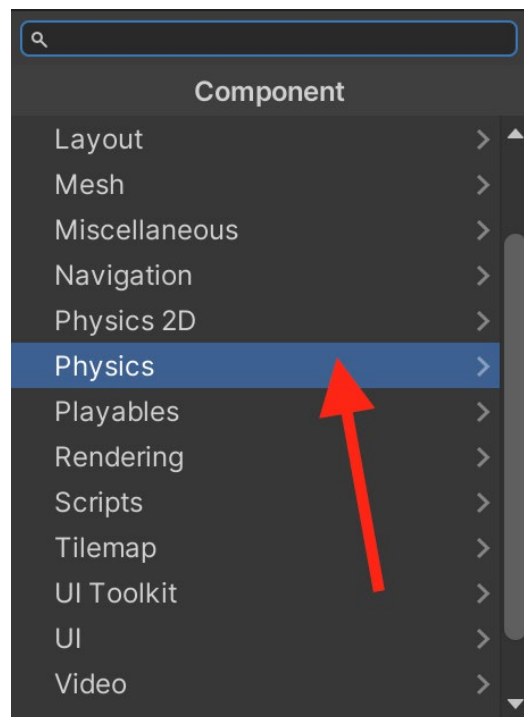 Component
Layout
Mesh
Miscellaneous
Navigation
Physics 2D
Physics
Playables
Rendering
Scripts
Tilemap
UI Toolkit
UI
Video